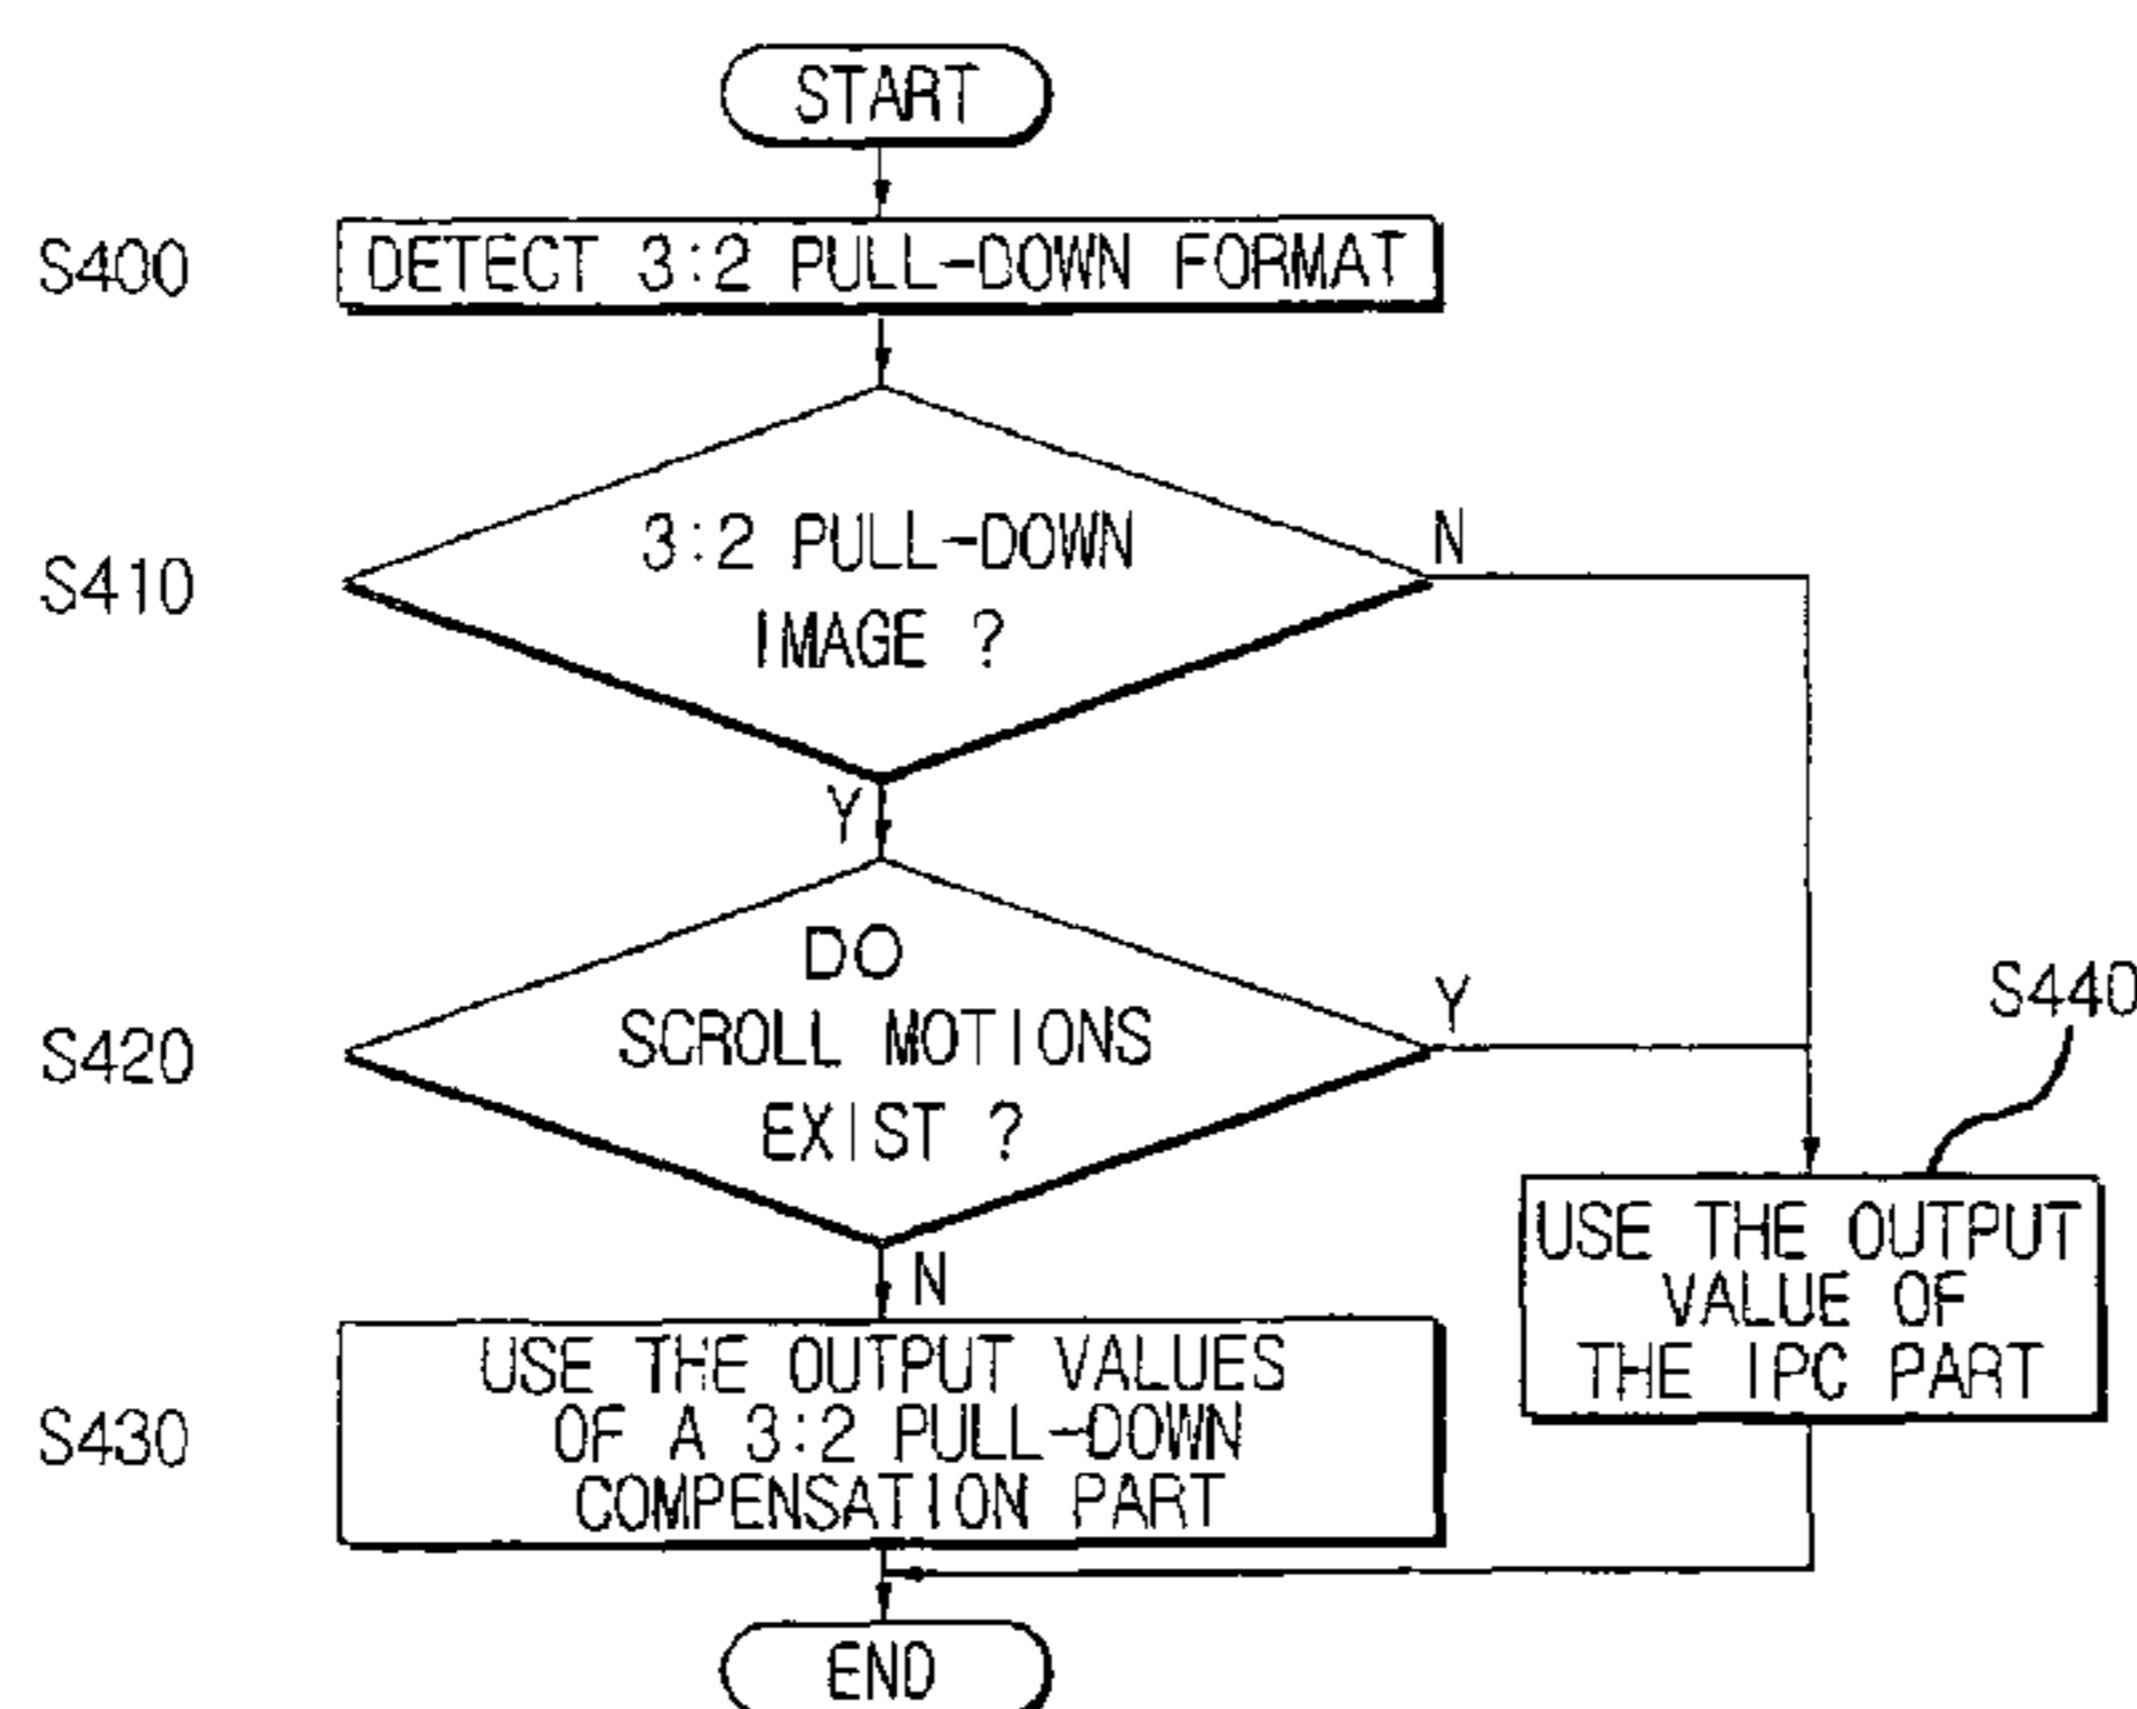 START
S400
DETECT 3:2 PULL-DOWN FORMAT
S410
3:2 PULL-DOWN
IMAGE ?
N
Y
S420
DO
SCROLL MOTIONS
EXIST ?
Y
S440
N
USE THE OUTPUT
VALUE OF
THE IPC PART
S430
USE THE OUTPUT VALUES
OF A 3:2 PULL-DOWN
COMPENSATION PART
END